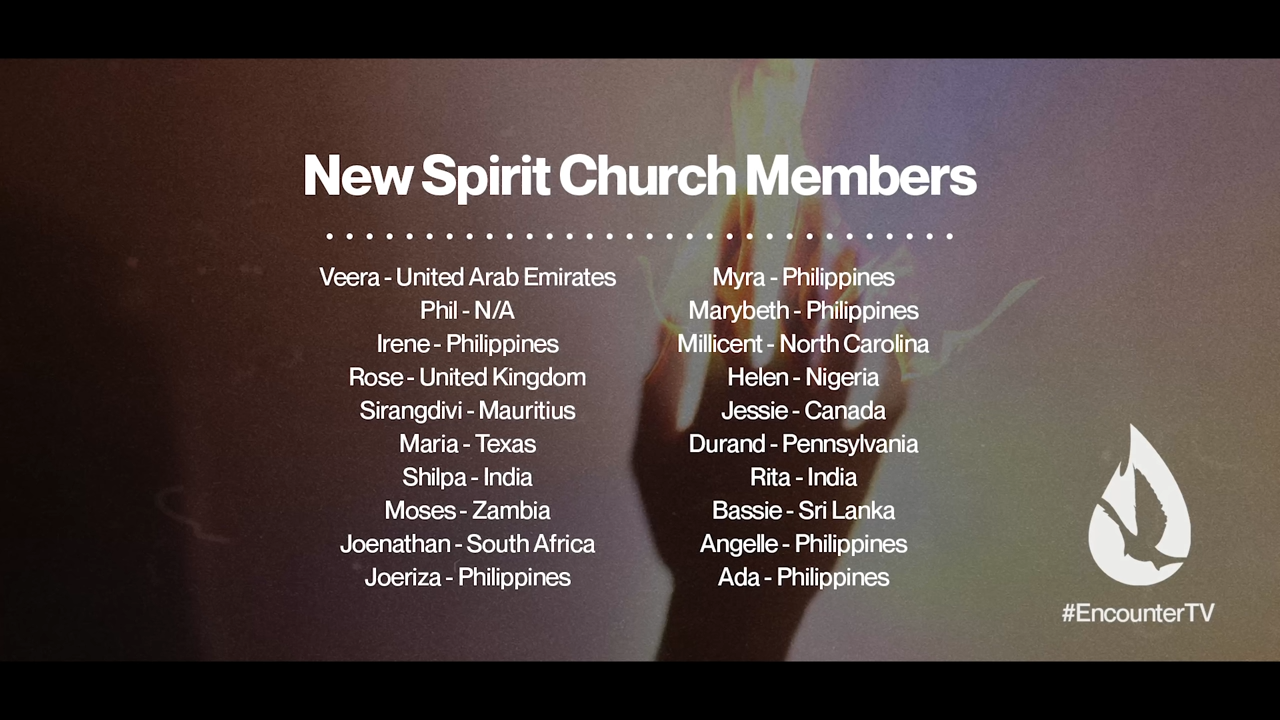 New Spirit Church Members
Veera - United Arab Emirates
Phil - N/A
Irene - Philippines
Rose - United Kingdom
Sirangdivi - Mauritius
Maria - Texas
Shilpa - India
Moses - Zambia
Joenathan - South Africa
Joeriza - Philippines
Myra - Philippines
Marybeth - Philippines
Millicent - North Carolina
Helen - Nigeria
Jessie - Canada
Durand - Pennsylvania
Rita - India
Bassie - Sri Lanka
Angelle - Philippines
Ada - Philippines
#EncounterTV